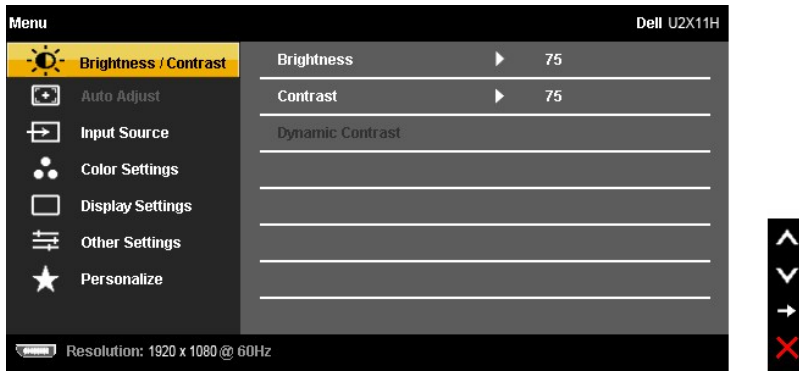 Menu Dell U2X11H
Brightness / Contrast Brightness 75
Auto Adjust Contrast 75
Input Source Dynamic Contrast
Color Settings
Display Settings
Other Settings
Personalize
Resolution: 1920 x 1080 @ 60Hz